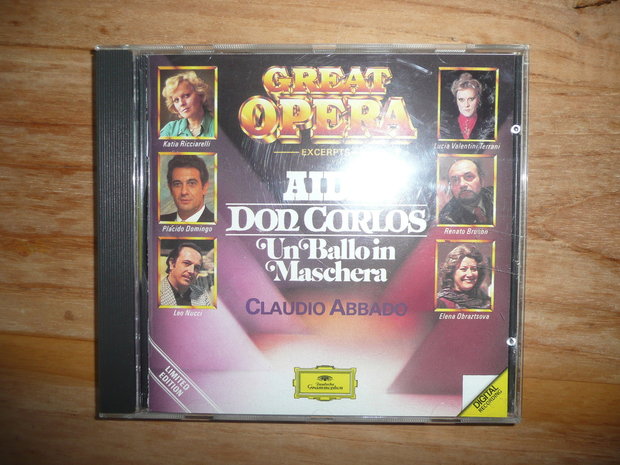 GREAT
OPERA
EXCERPTS
Katia Ricciarelli
Lucia Valentini Terrani
Plácido Domingo
Renato Bruson
Leo Nucci
Elena Obraztsova
DON CARLOS
Un Ballo in
Maschera
CLAUDIO ABBADO
LIMITED
EDITION
Deutsche
Grammophon
DIGITAL
RECORDING